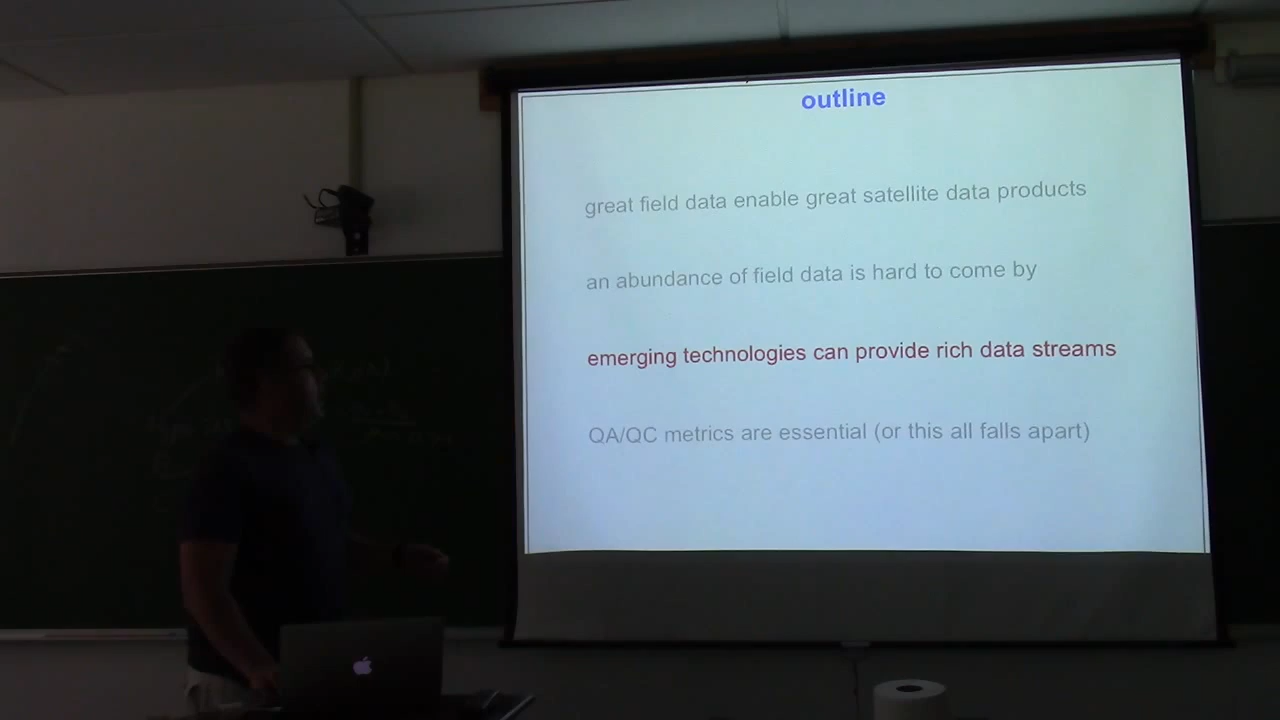 outline
great field data enable great satellite data products
an abundance of field data is hard to come by
emerging technologies can provide rich data streams
QA/QC metrics are essential (or this all falls apart)